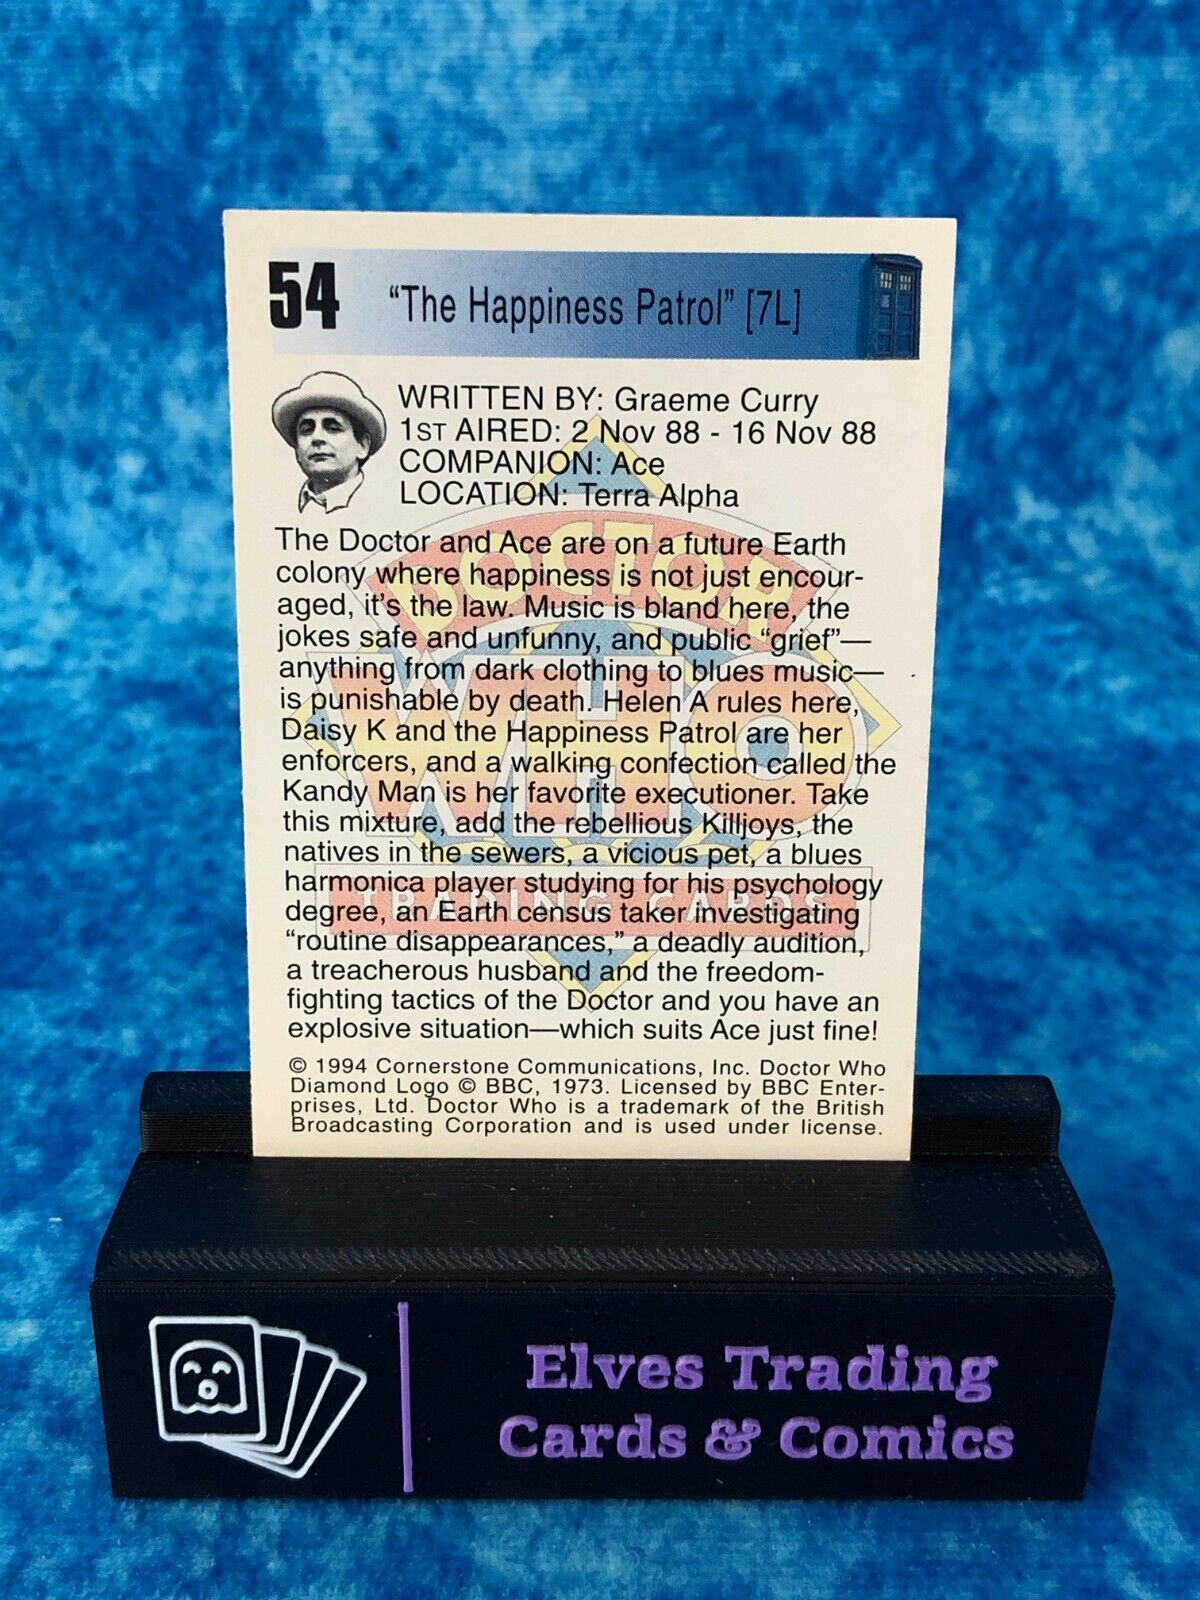 54
“The Happiness Patrol” [7L]
WRITTEN BY: Graeme Curry
1ST AIRED: 2 Nov 88 - 16 Nov 88
COMPANION: Ace
LOCATION: Terra Alpha
The Doctor and Ace are on a future Earth
colony where happiness is not just encour-
aged, it’s the law. Music is bland here, the
jokes safe and unfunny, and public “grief”—
anything from dark clothing to blues music—
is punishable by death. Helen A rules here,
Daisy K and the Happiness Patrol are her
enforcers, and a walking confection called the
Kandy Man is her favorite executioner. Take
this mixture, add the rebellious Killjoys, the
natives in the sewers, a vicious pet, a blues
harmonica player studying for his psychology
degree, an Earth census taker investigating
“routine disappearances,” a deadly audition,
a treacherous husband and the freedom-
fighting tactics of the Doctor and you have an
explosive situation—which suits Ace just fine!
© 1994 Cornerstone Communications, Inc. Doctor Who
Diamond Logo © BBC, 1973. Licensed by BBC Enter-
prises, Ltd. Doctor Who is a trademark of the British
Broadcasting Corporation and is used under license.
DOCTOR
WHO
TRADING CARDS
Elves Trading
Cards & Comics